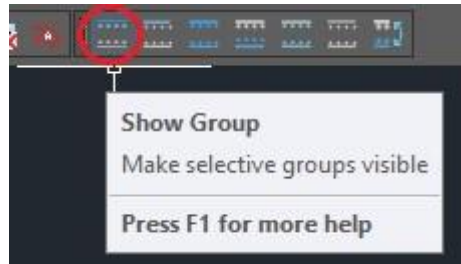 A
Show Group
Make selective groups visible
Press F1 for more help